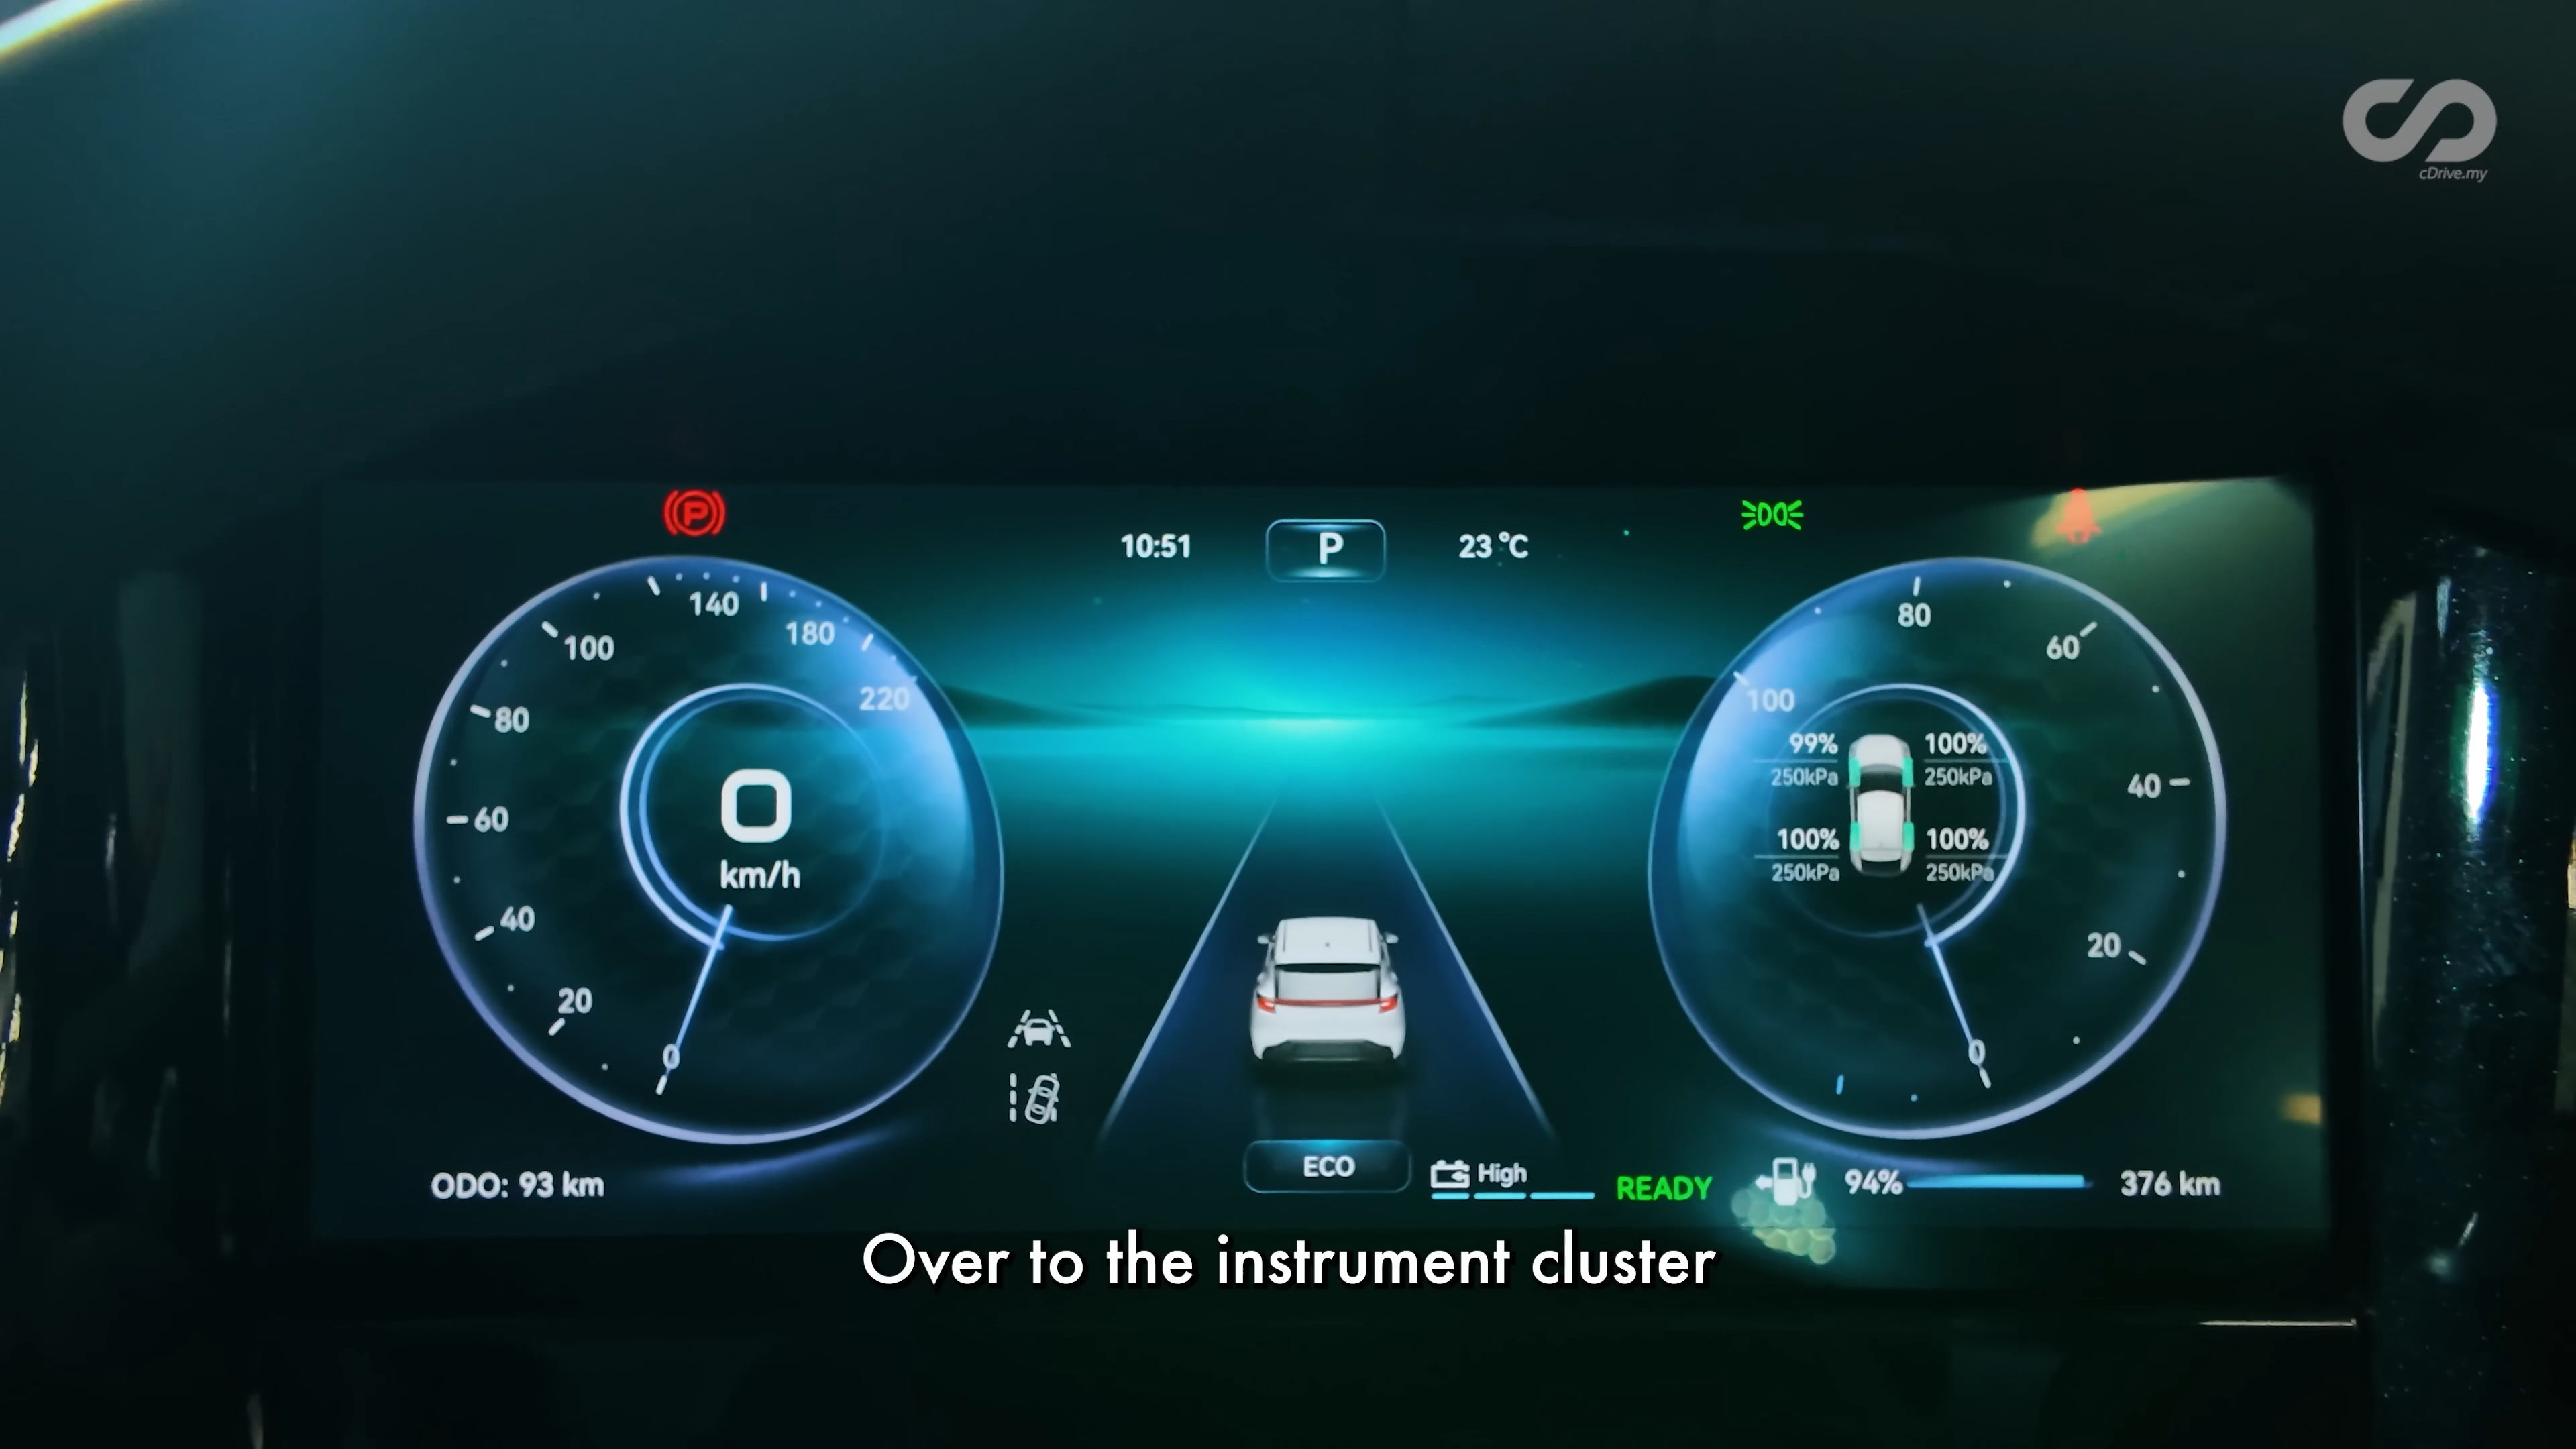 cDrive.my
P
10:51
P
23 °C
140
180
100
220
80
60
40
20
0
0
km/h
80
60
100
40
20
0
99%
250kPa
100%
250kPa
100%
250kPa
100%
250kPa
ODO: 93 km
ECO
High
READY
94%
376 km
Over to the instrument cluster